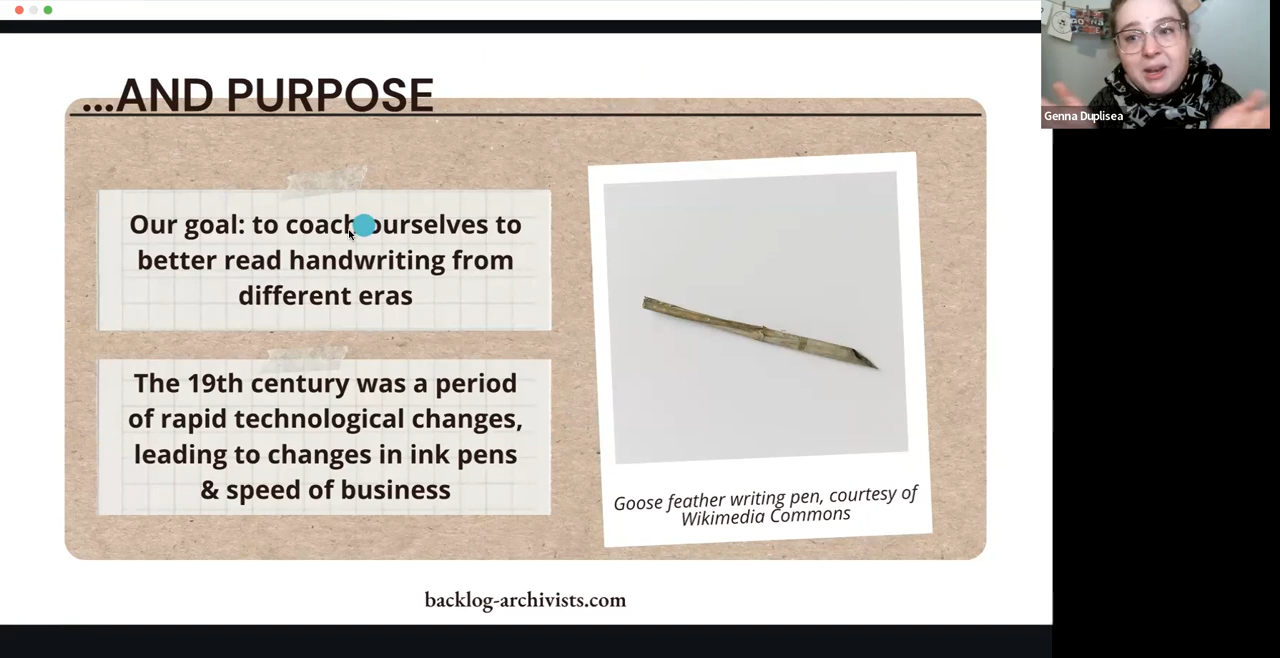 ...AND PURPOSE
Our goal: to coach ourselves to
better read handwriting from
different eras
The 19th century was a period
of rapid technological changes,
leading to changes in ink pens
& speed of business
Goose feather writing pen, courtesy of
Wikimedia Commons
backlog-archivists.com
Genna Duplisea